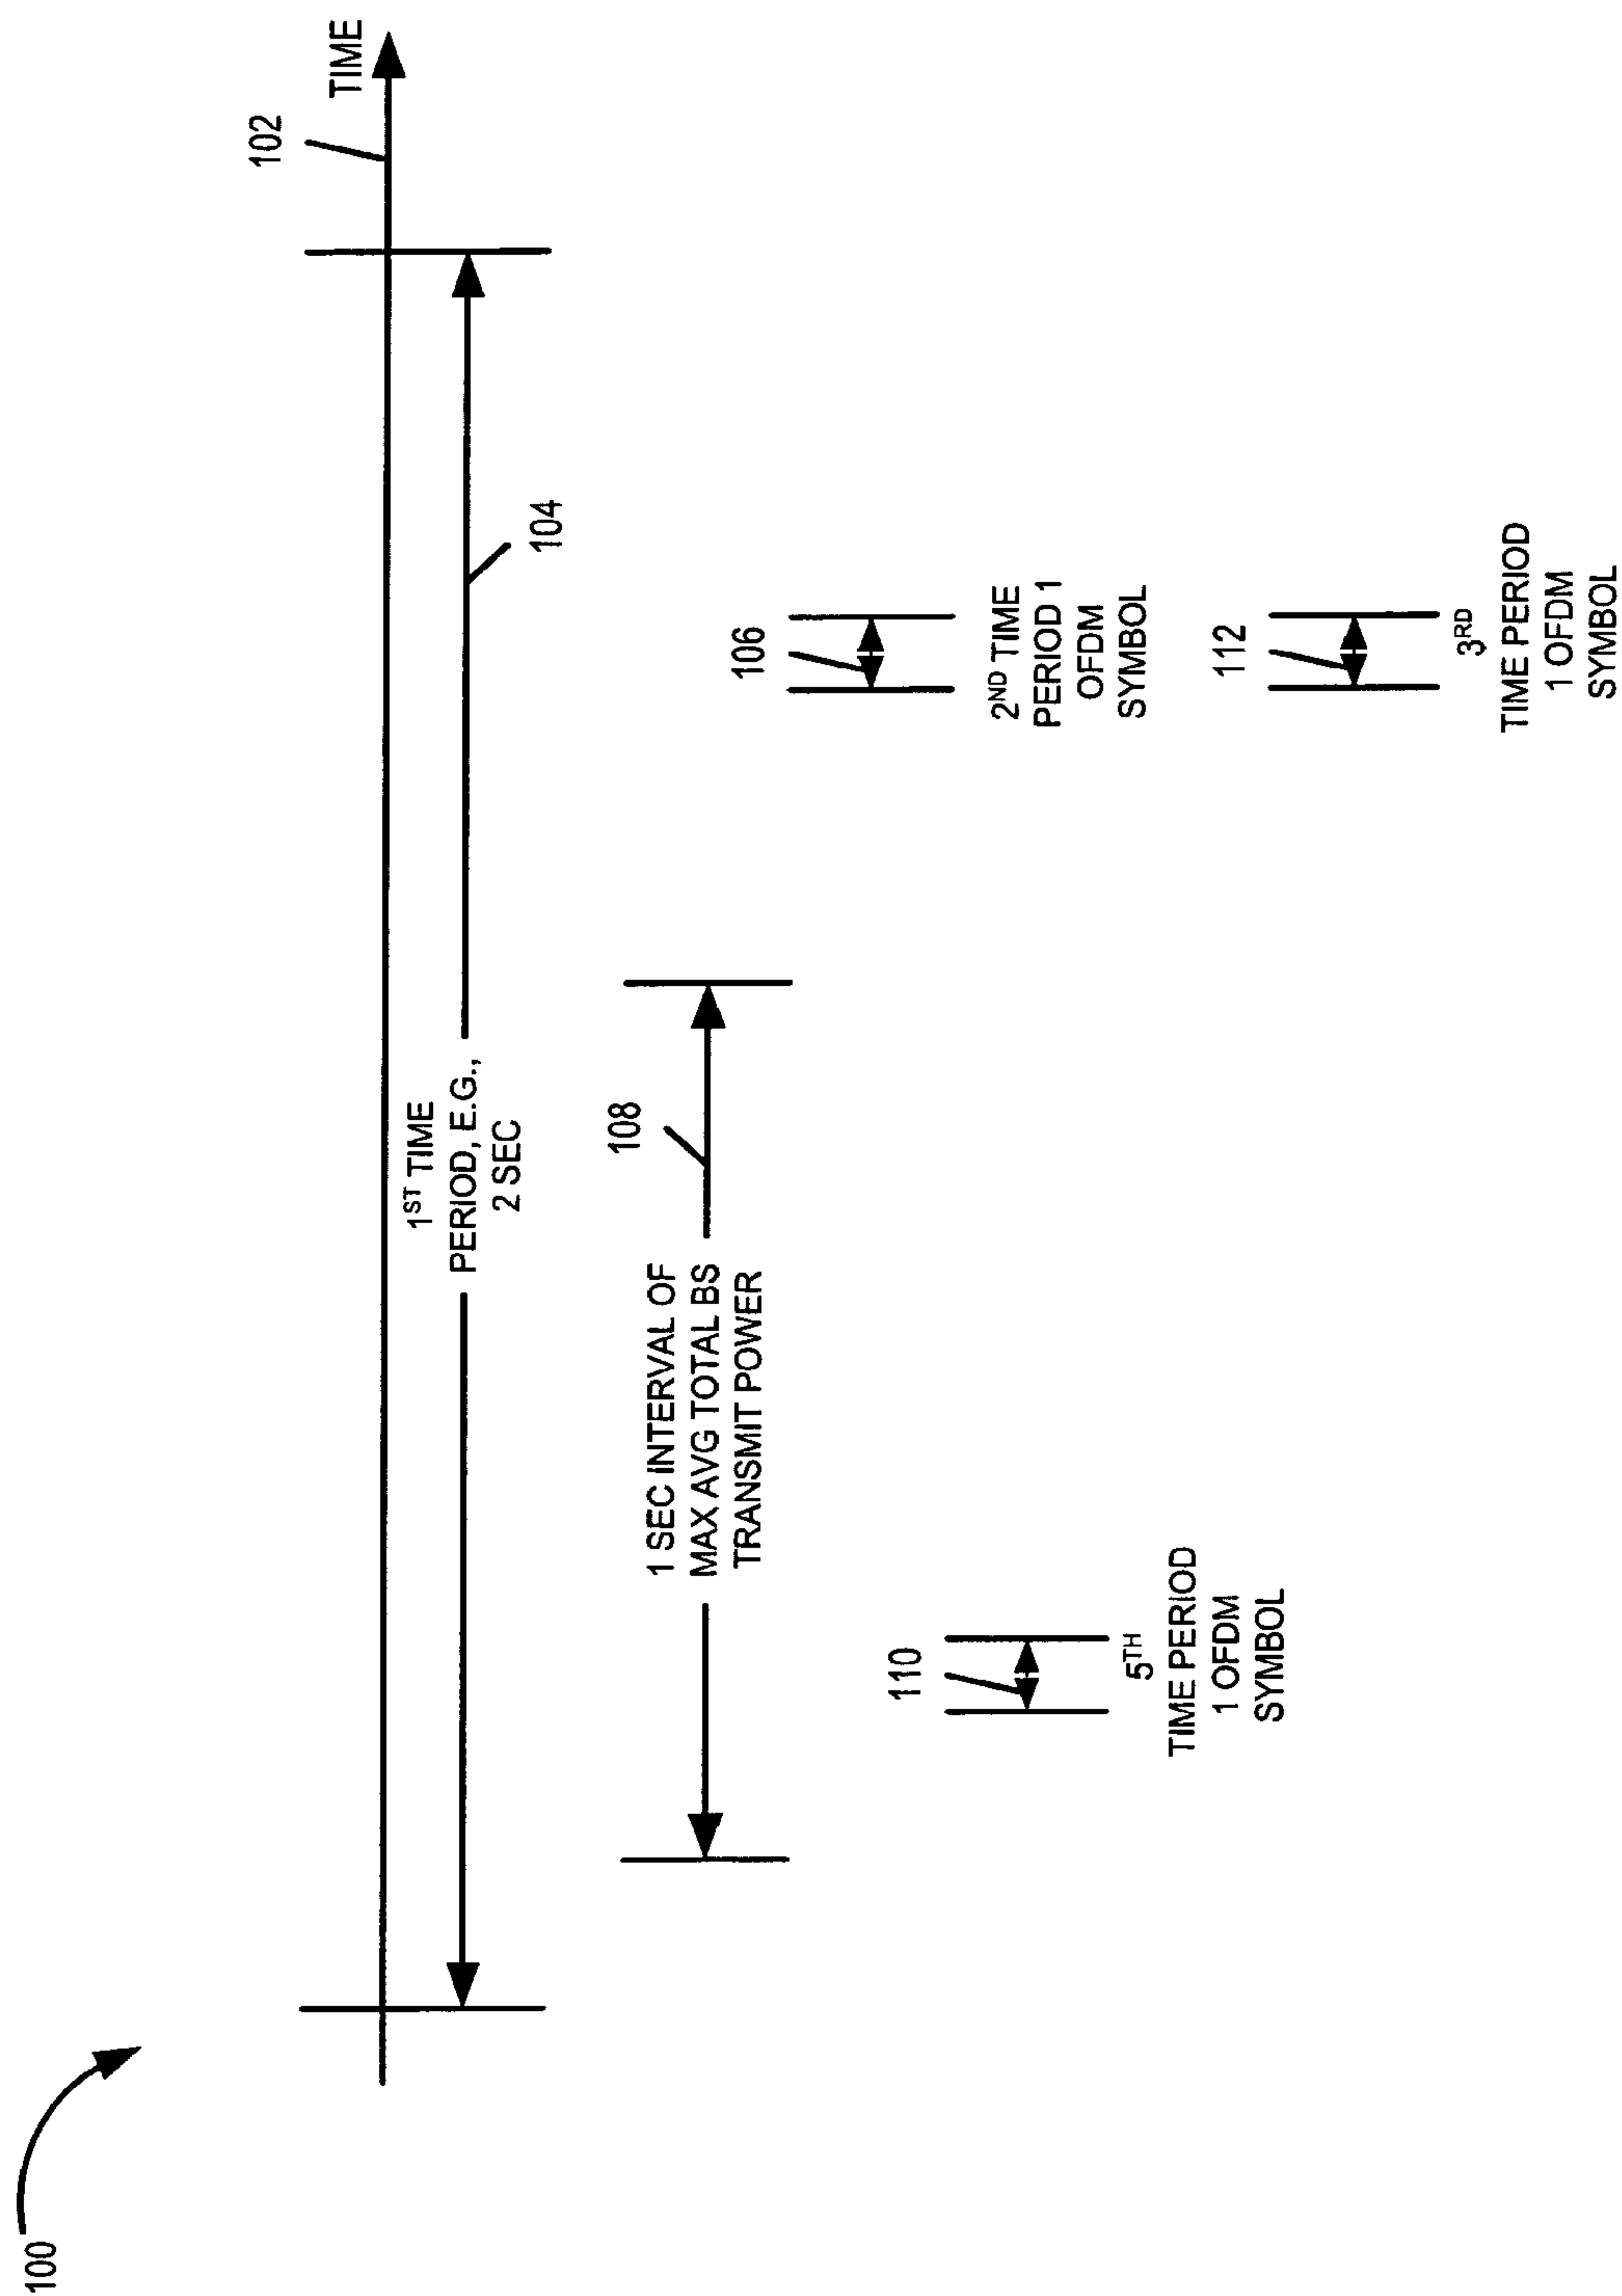 100
102
TIME
1ST TIME
PERIOD, E.G.,
2 SEC
104
108
1 SEC INTERVAL OF
MAX AVG TOTAL BS
TRANSMIT POWER
106
2ND TIME
PERIOD 1
OFDM
SYMBOL
110
5TH
TIME PERIOD
1 OFDM
SYMBOL
112
3RD
TIME PERIOD
1 OFDM
SYMBOL